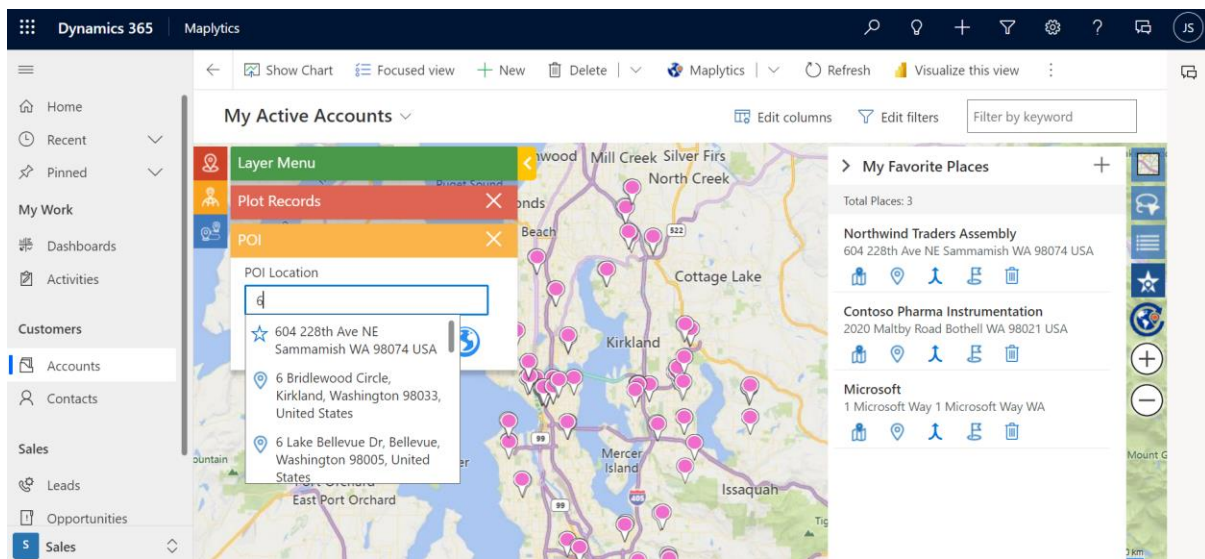 Dynamics 365
Maplytics
JS
Show Chart
Focused view
New
Delete
Maplytics
Refresh
Visualize this view
Home
Recent
Pinned
My Work
Dashboards
Activities
Customers
Accounts
Contacts
Sales
Leads
Opportunities
S
Sales
My Active Accounts
Edit columns
Edit filters
Filter by keyword
Layer Menu
Plot Records
POI
POI Location
6
604 228th Ave NE
Sammamish WA 98074 USA
6 Bridlewood Circle,
Kirkland, Washington 98033,
United States
6 Lake Bellevue Dr, Bellevue,
Washington 98005, United
States
Mill Creek
Silver Firs
North Creek
Puget Sound
Beach
522
Cottage Lake
Kirkland
99
Mercer
Island
Issaquah
405
99
East Port Orchard
My Favorite Places
Total Places: 3
Northwind Traders Assembly
604 228th Ave NE Sammamish WA 98074 USA
Contoso Pharma Instrumentation
2020 Maltby Road Bothell WA 98021 USA
Microsoft
1 Microsoft Way 1 Microsoft Way WA